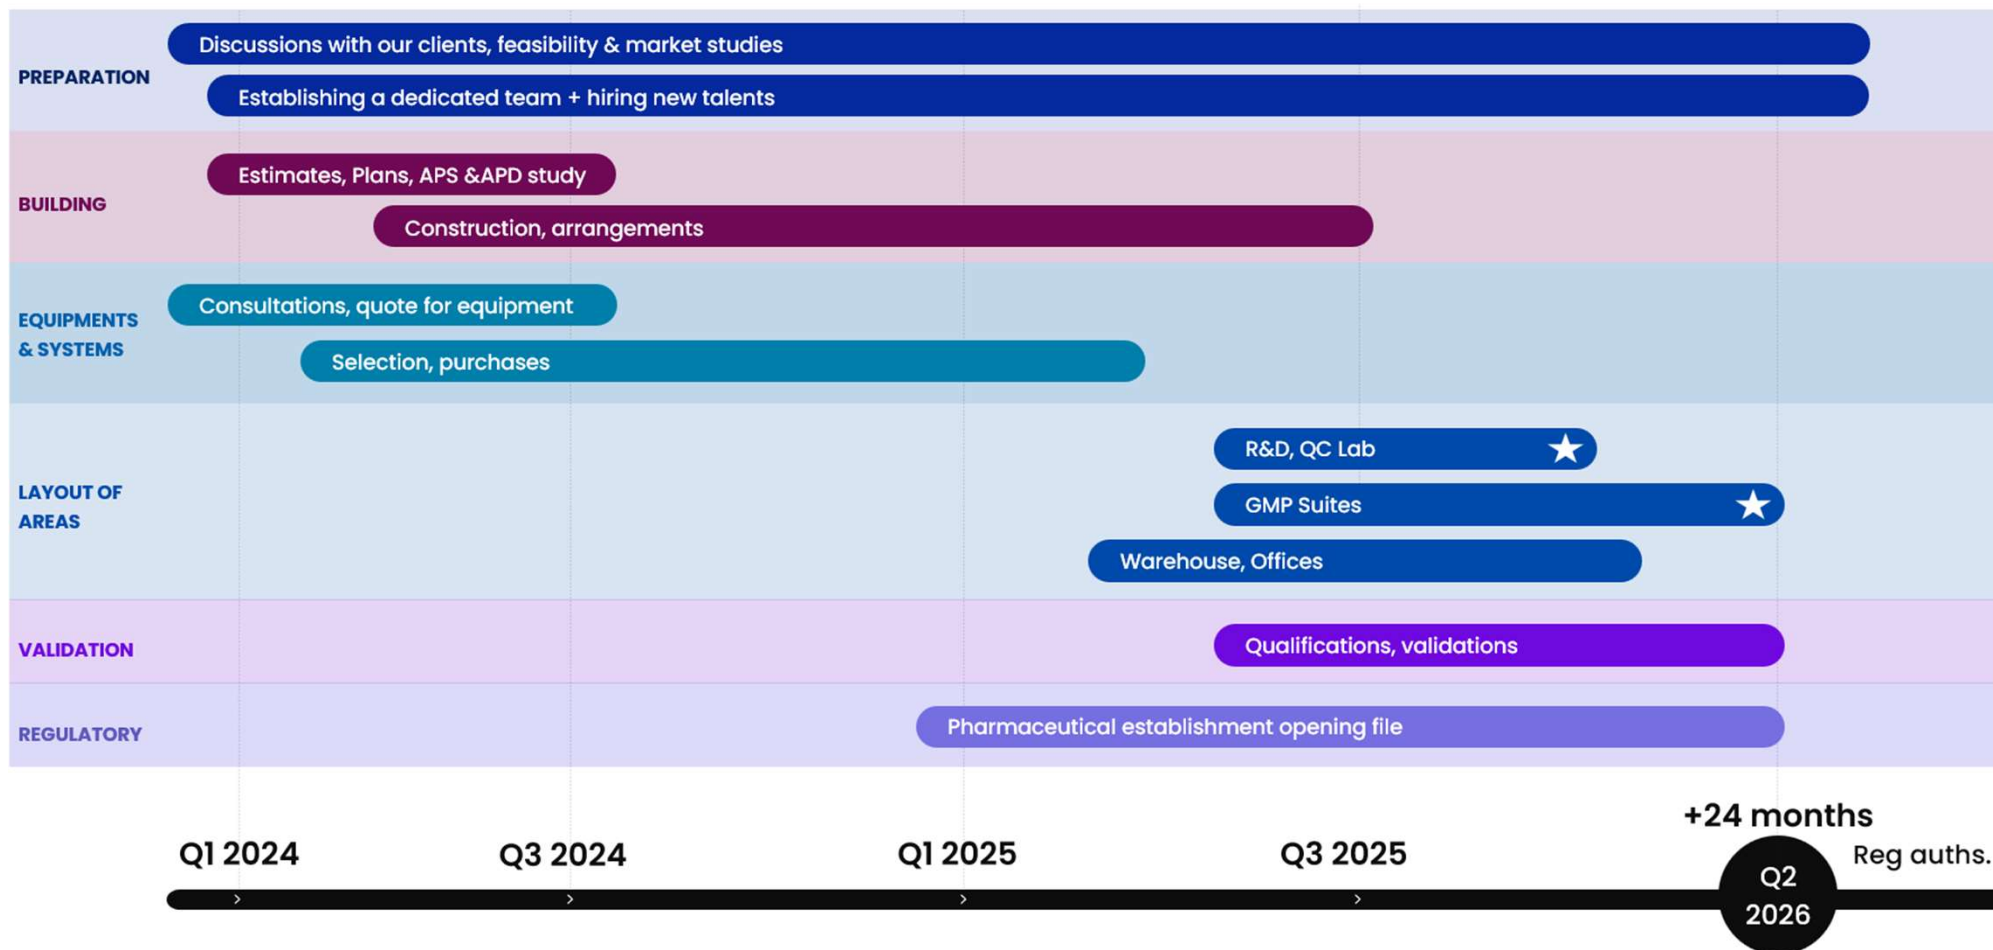 PREPARATION
Discussions with our clients, feasibility & market studies
Establishing a dedicated team + hiring new talents
BUILDING
Estimates, Plans, APS &APD study
Construction, arrangements
EQUIPMENTS
& SYSTEMS
Consultations, quote for equipment
Selection, purchases
LAYOUT OF
AREAS
R&D, QC Lab
GMP Suites
Warehouse, Offices
VALIDATION
Qualifications, validations
REGULATORY
Pharmaceutical establishment opening file
Q1 2024
Q3 2024
Q1 2025
Q3 2025
+24 months
Q2
2026
Reg auths.